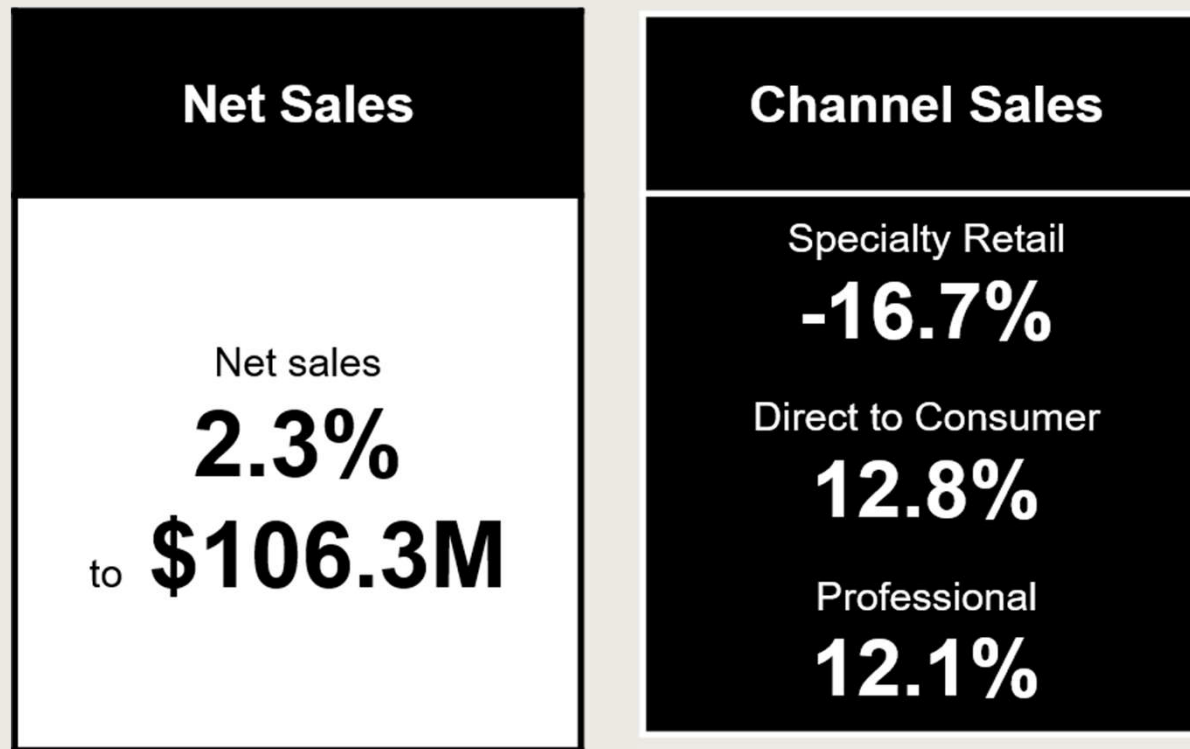 Net Sales
Net sales
2.3%
to $106.3M
Channel Sales
Specialty Retail
-16.7%
Direct to Consumer
12.8%
Professional
12.1%